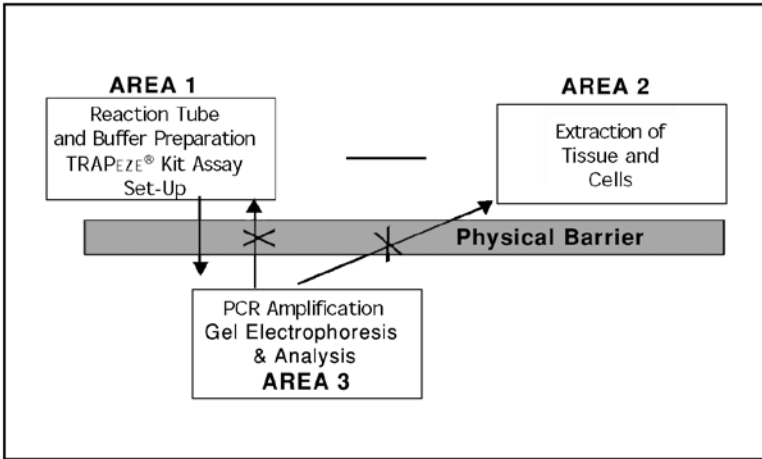 AREA 1
Reaction Tube
and Buffer Preparation
TRAPEZE® Kit Assay
Set-Up
AREA 2
Extraction of
Tissue and
Cells
Physical Barrier
PCR Amplification
Gel Electrophoresis
& Analysis
AREA 3